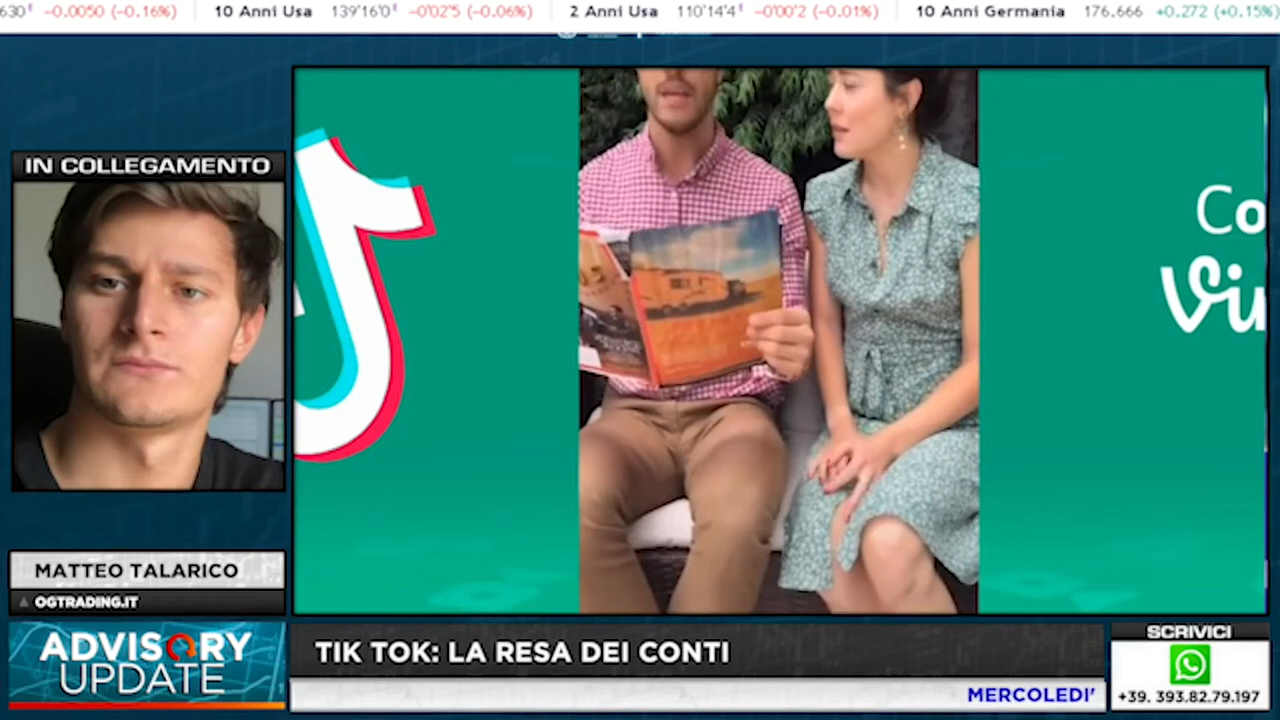 630 -0.0050 (-0.16%) 10 Anni Usa 139'16'0 -0'02'5 (-0.06%) 2 Anni Usa 110'14'4 -0'00'2 (-0.01%) 10 Anni Germania 176.666 +0.272 (+0.15%)
IN COLLEGAMENTO
Co
Vi
MATTEO TALARICO
OGTRADING.IT
ADVISORY
UPDATE
TIK TOK: LA RESA DEI CONTI
MERCOLEDI'
SCRIVICI
+39. 393.82.79.197